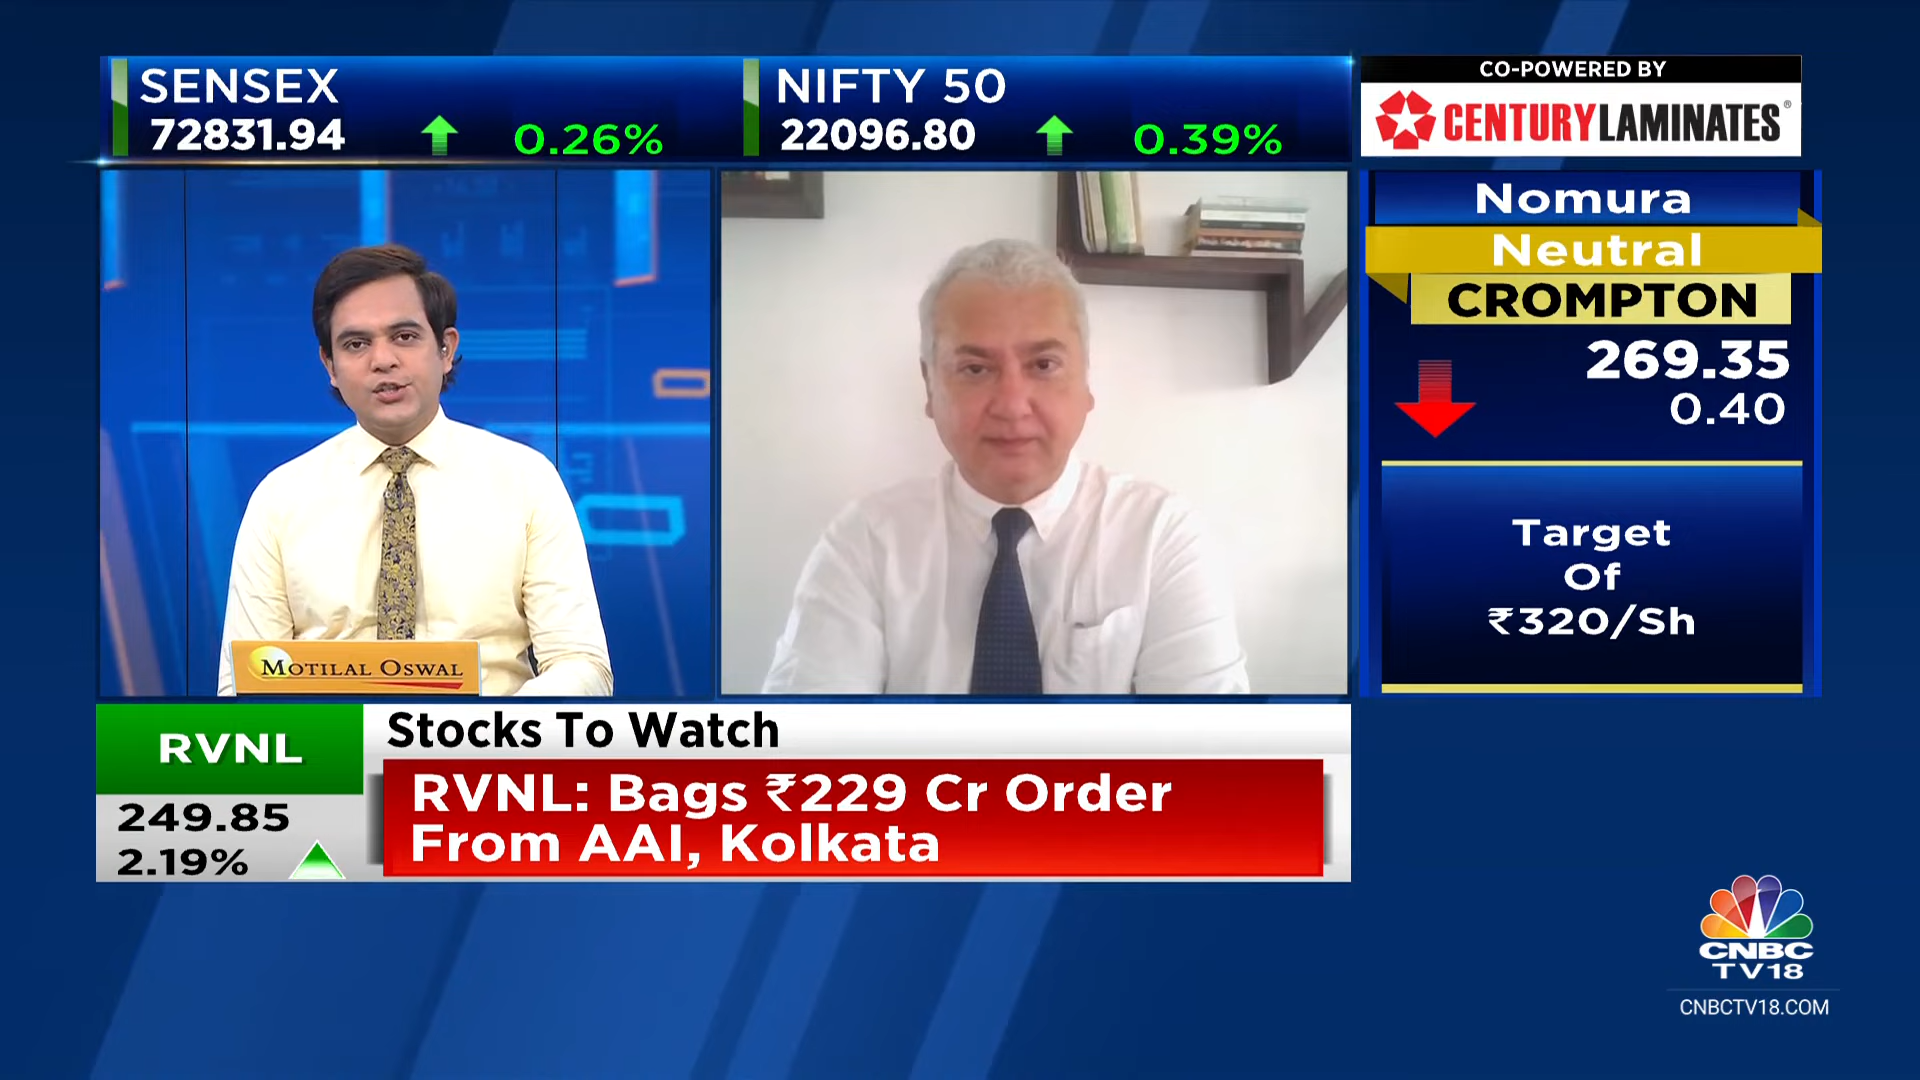 SENSEX
72831.94 0.26%
NIFTY 50
22096.80 0.39%
CO-POWERED BY
CENTURYLAMINATES®
Nomura
Neutral
CROMPTON
269.35
0.40
Target
Of
₹320/Sh
MOTILAL OSWAL
RVNL
249.85
2.19%
Stocks To Watch
RVNL: Bags ₹229 Cr Order
From AAI, Kolkata
CNBC
TV18
CNBCTV18.COM